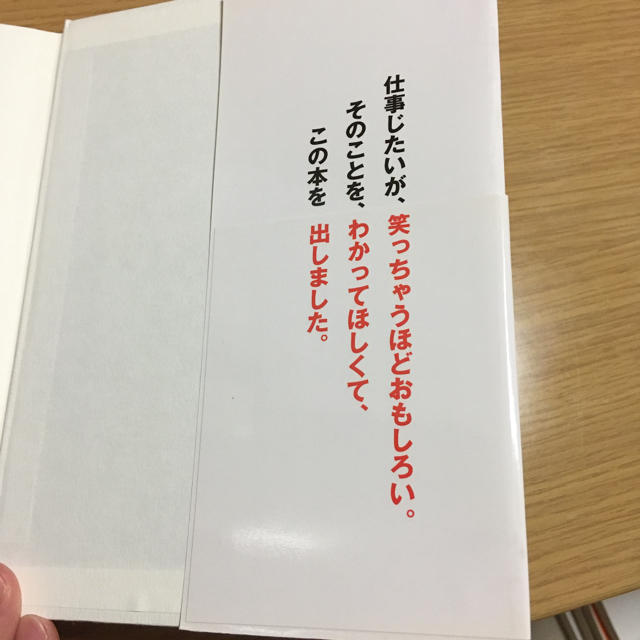 仕事じたいが、笑っちゃうほどおもしろい。
そのことを、わかってほしくて、
この本を 出しました。